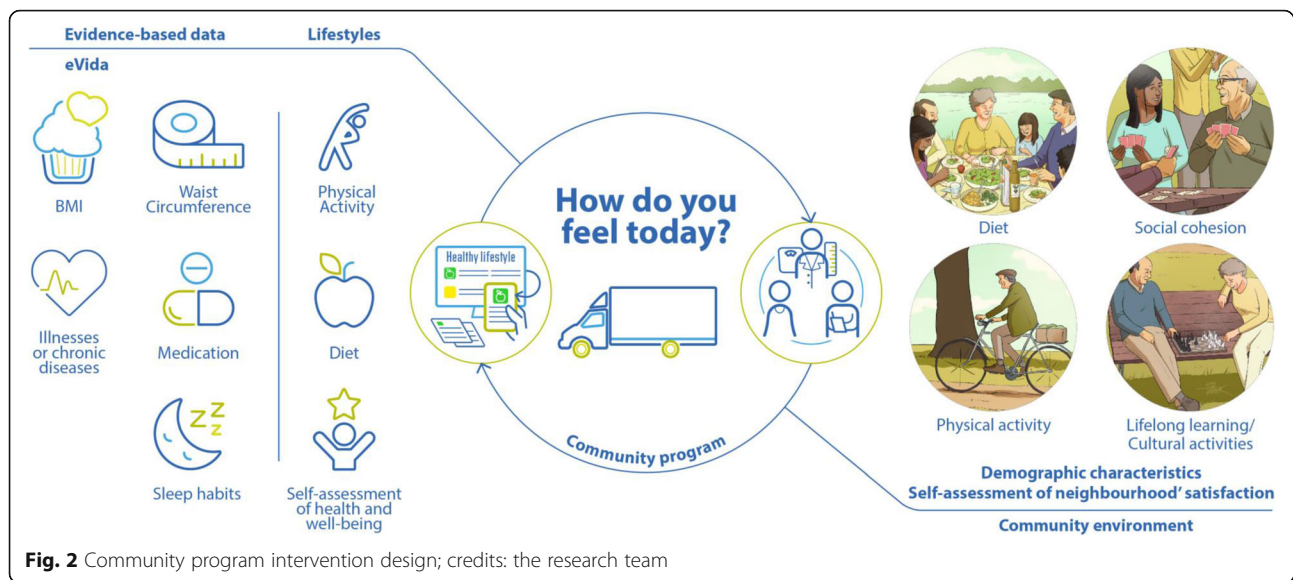 Evidence-based data
Lifestyles
eVida
BMI
Waist
Circumference
Physical
Activity
Illnesses
or chronic
diseases
Medication
Diet
Sleep habits
Self-assessment
of health and
well-being
Healthy lifestyle
How do you
feel today?
Community program
Diet
Social cohesion
Physical activity
Lifelong learning/
Cultural activities
Demographic characteristics
Self-assessment of neighbourhood' satisfaction
Community environment
Fig. 2 Community program intervention design; credits: the research team